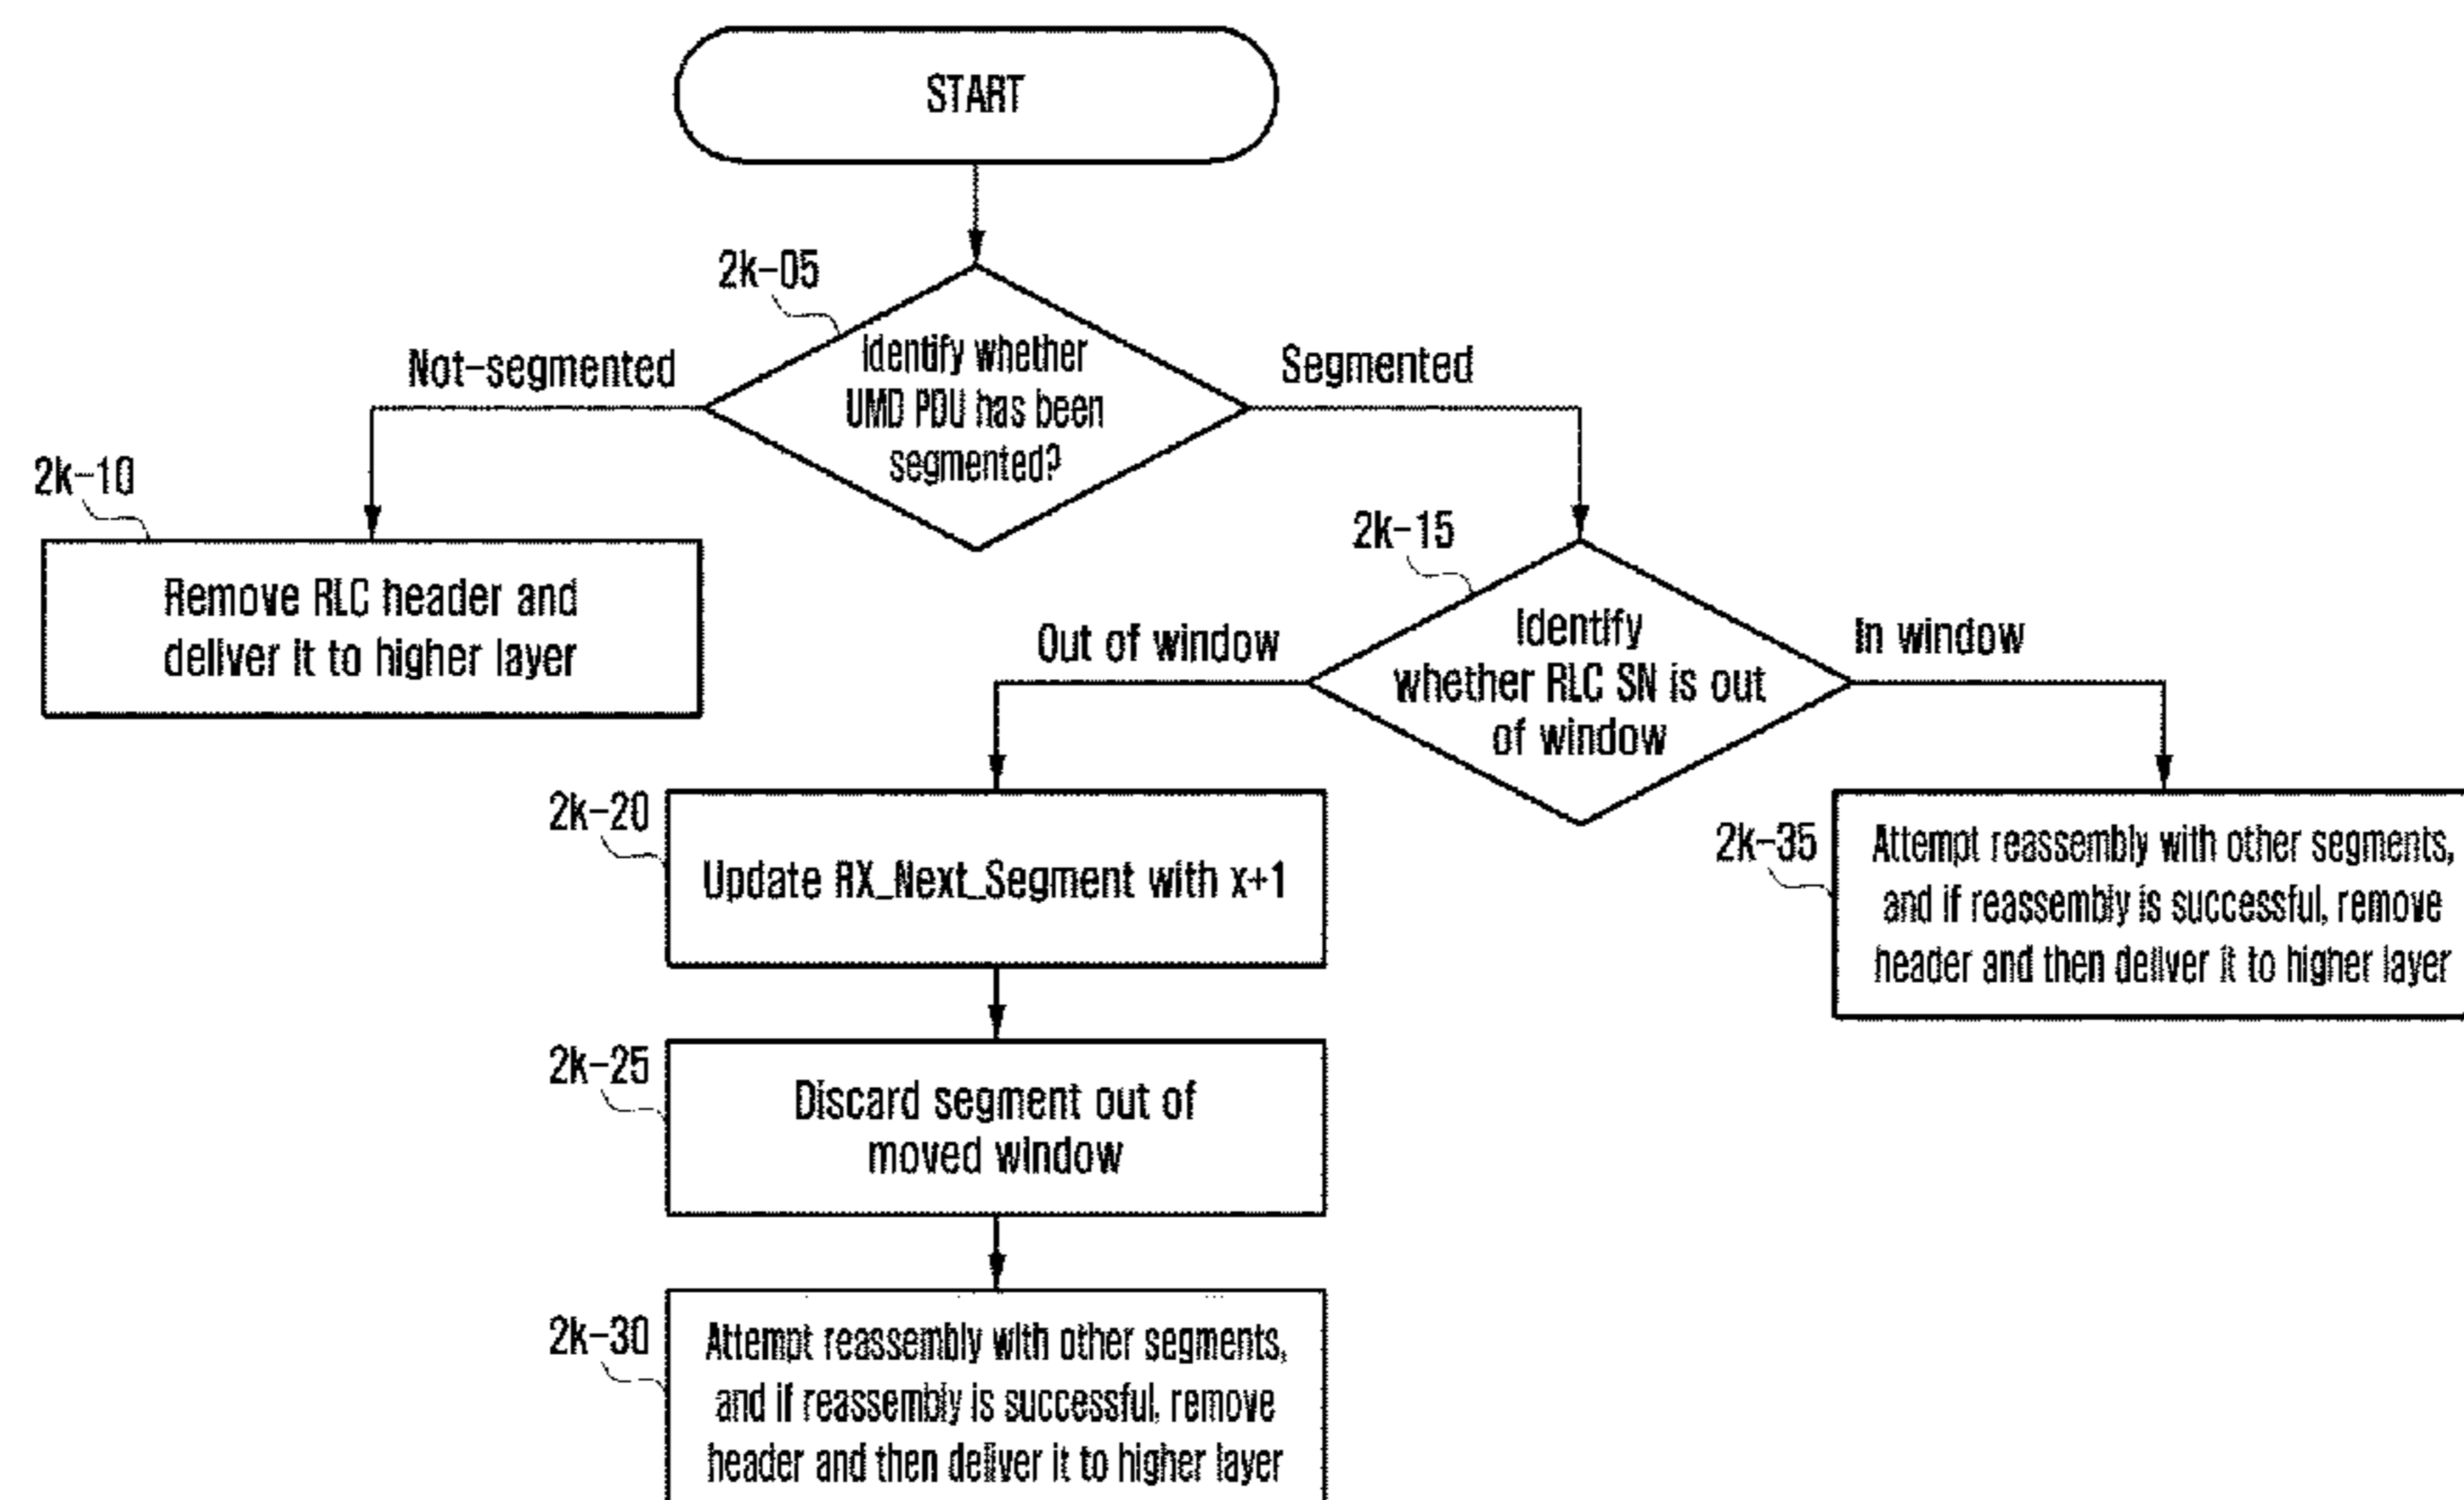 START
2k-05
Identify whether
UMD PDU has been
segmented?
Not-segmented
Segmented
2k-10
Remove RLC header and
deliver it to higher layer
2k-15
Identify
whether RLC SN is out
of window
Out of window
In window
2k-20
Update RX_Next_Segment with x+1
2k-35
Attempt reassembly with other segments,
and if reassembly is successful, remove
header and then deliver it to higher layer
2k-25
Discard segment out of
moved window
2k-30
Attempt reassembly with other segments,
and if reassembly is successful, remove
header and then deliver it to higher layer